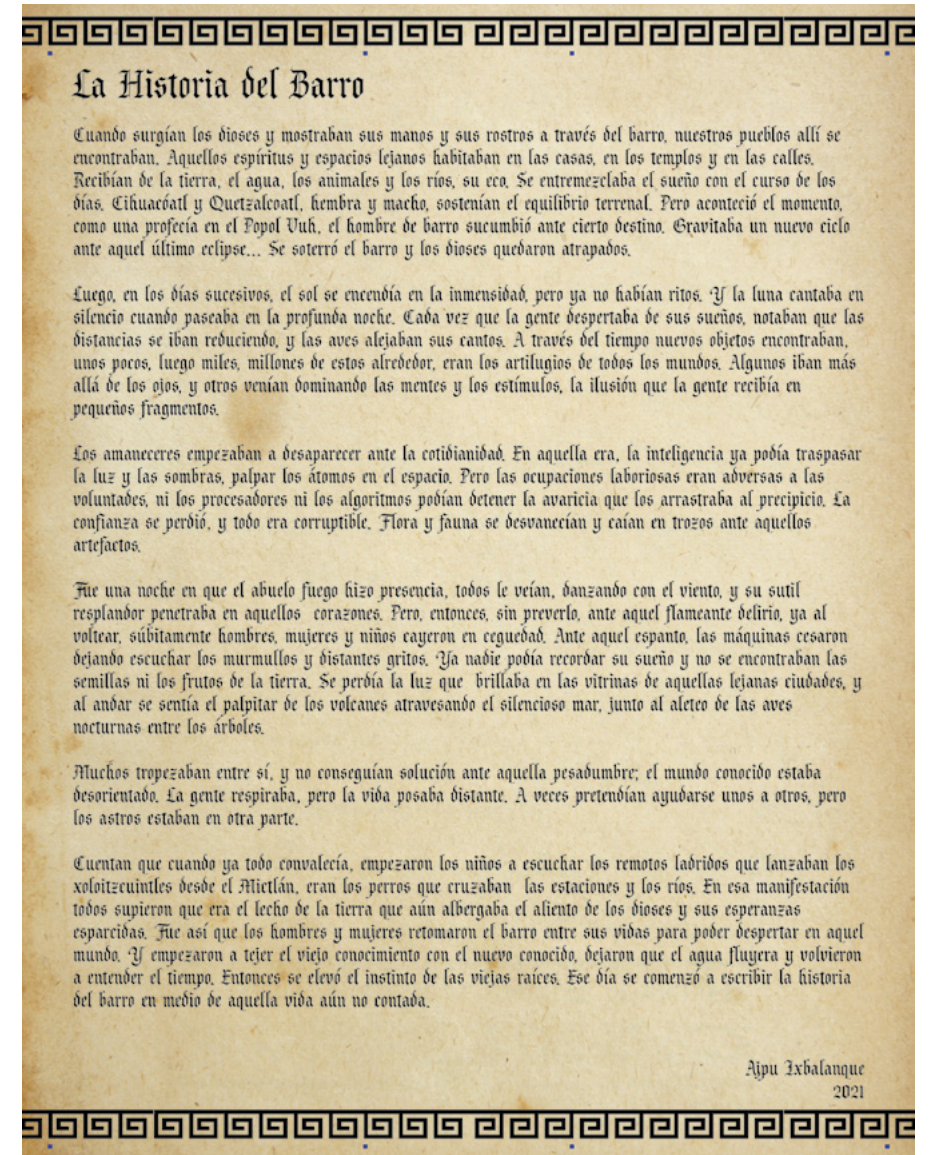 La Historia del Barro
Cuando surgían los dioses y mostraban sus manos y sus rostros a través del barro, nuestros pueblos allí se
encontraban. Aquellos espíritus y espacios lejanos habitaban en las casas, en los templos y en las calles.
Recibían de la tierra, el agua, los animales y los ríos, su eco. Se entremezclaba el sueño con el curso de los
días. Cihuacóatl y Quetzalcoatl, hembra y macho, sostenían el equilibrio terrenal. Pero aconteció el momento,
como una profecía en el Popol Vuh, el hombre de barro sucumbió ante cierto destino. Gravitaba un nuevo ciclo
ante aquel último eclipse... Se soterró el barro y los dioses quedaron atrapados.
Luego, en los días sucesivos, el sol se encendía en la inmensidad, pero ya no habían ritos. Y la luna cantaba en
silencio cuando paseaba en la profunda noche. Cada vez que la gente despertaba de sus sueños, notaban que las
distancias se iban reduciendo, y las aves alejaban sus cantos. A través del tiempo nuevos objetos encontraban,
unos pocos, luego miles, millones de estos alrededor, eran los artilugios de todos los mundos. Algunos iban más
allá de los ojos, y otros venían dominando las mentes y los estímulos, la ilusión que la gente recibía en
pequeños fragmentos.
Los amaneceres empezaban a desaparecer ante la cotidianidad. En aquella era, la inteligencia ya podía traspasar
la luz y las sombras, palpar los átomos en el espacio. Pero las ocupaciones laboriosas eran adversas a las
voluntades, ni los procesadores ni los algoritmos podían detener la avaricia que los arrastraba al precipicio. La
confianza se perdió, y todo era corruptible. Flora y fauna se desvanecían y caían en trozos ante aquellos
artefactos.
Fue una noche en que el abuelo fuego hizo presencia, todos le veían, danzando con el viento, y su sutil
resplandor penetraba en aquellos corazones. Pero, entonces, sin preverlo, ante aquel flameante delirio, ya al
voltear, súbitamente hombres, mujeres y niños cayeron en ceguedad. Ante aquel espanto, las máquinas cesaron
dejando escuchar los murmullos y distantes gritos. Ya nadie podía recordar su sueño y no se encontraban las
semillas ni los frutos de la tierra. Se perdía la luz que brillaba en las vitrinas de aquellas lejanas ciudades, y
al andar se sentía el palpitar de los volcanes atravesando el silencioso mar, junto al aleteo de las aves
nocturnas entre los árboles.
Muchos tropezaban entre sí, y no conseguían solución ante aquella pesadumbre; el mundo conocido estaba
desorientado. La gente respiraba, pero la vida posaba distante. A veces pretendían ayudarse unos a otros, pero
los astros estaban en otra parte.
Cuentan que cuando ya todo convalecía, empezaron los niños a escuchar los remotos ladridos que lanzaban los
xoloitzcuintles desde el Mictlán, eran los perros que cruzaban las estaciones y los ríos. En esa manifestación
todos supieron que era el lecho de la tierra que aún albergaba el aliento de los dioses y sus esperanzas
esparcidas. Fue así que los hombres y mujeres retomaron el barro entre sus vidas para poder despertar en aquel
mundo. Y empezaron a tejer el viejo conocimiento con el nuevo conocido, dejaron que el agua fluyera y volvieron
a entender el tiempo. Entonces se elevó el instinto de las viejas raíces. Ese día se comenzó a escribir la historia
del barro en medio de aquella vida aún no contada.
Ajpu Ixbalanque
2021